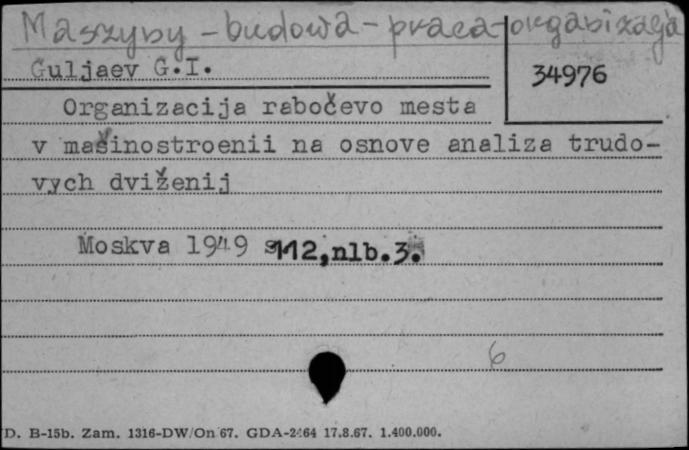 Maszyny - budowa - praca - organizacja
Guljaev G.I.
34976
Organizacija rabočevo mesta
v mašinostroenii na osnove analiza trudo-
vych dviženij
Moskva 1949 s112,nlb.3.
6
D. B-15b. Zam. 1316-DW/On 67. GDA-2464 17.8.67. 1.400.000.